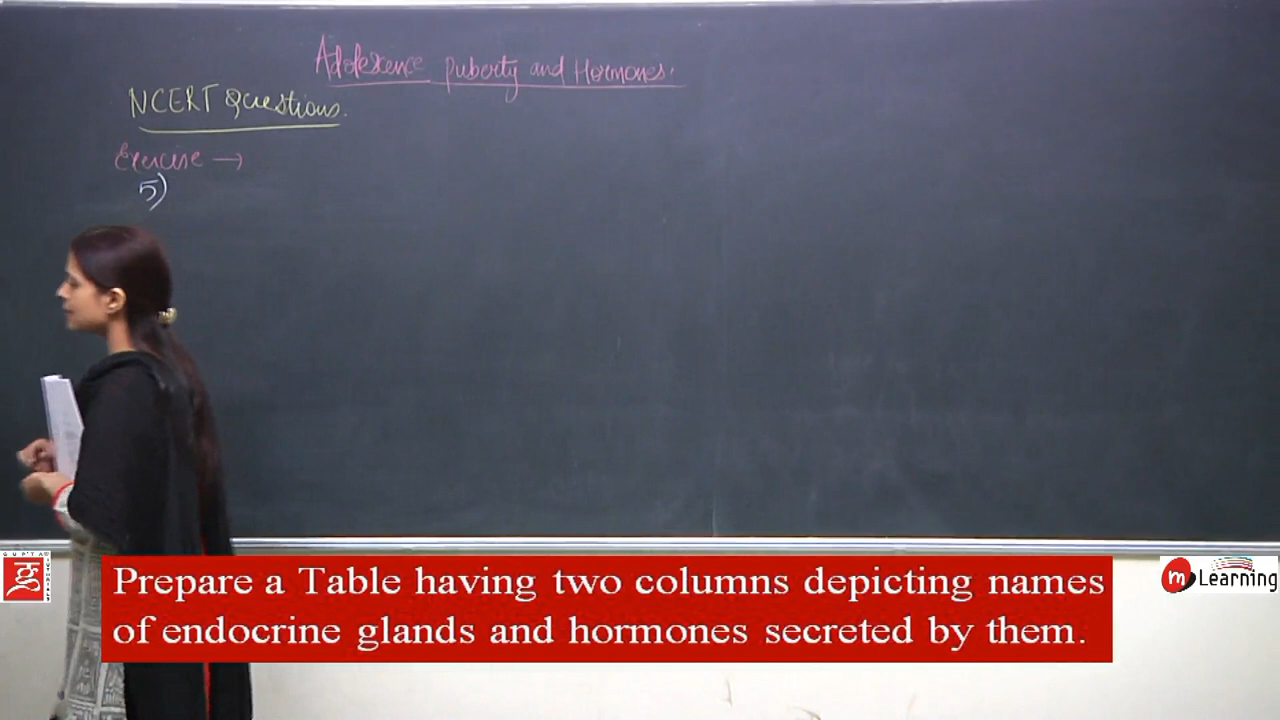 Adolescence puberty and Hormones.
NCERT Questions.
Exercise →
5)
GUPTA
m Learning
Prepare a Table having two columns depicting names
of endocrine glands and hormones secreted by them.